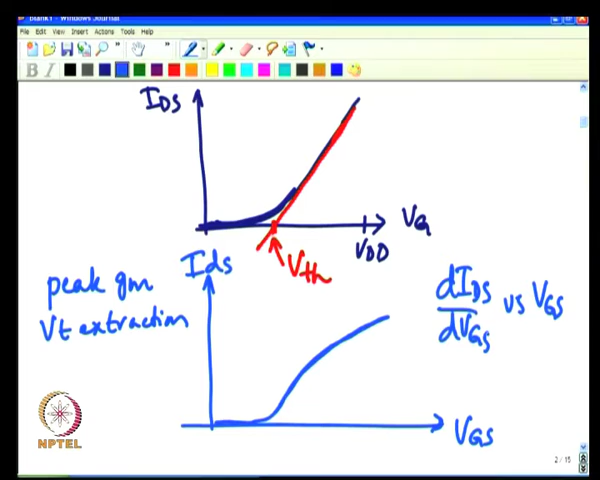 Blank1 - Windows Journal
File Edit View Insert Actions Tools Help
B I
IDS
VG
VDD
Vth
Ids
peak gm
Vt extraction
dIDS
dVGS
vs VGS
VGS
NPTEL
2 / 15